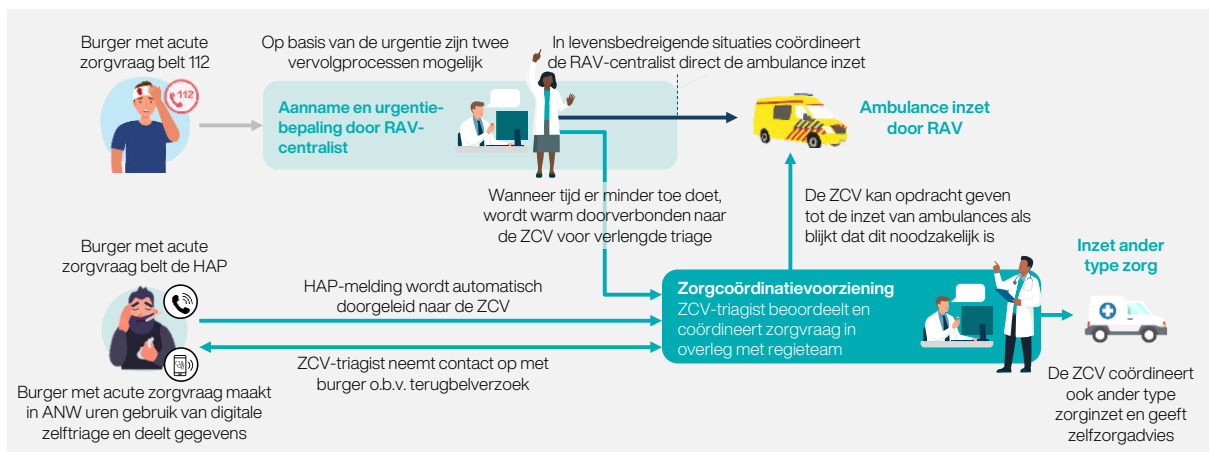 Burger met acute
zorgvraag belt 112
112
Op basis van de urgentie zijn twee
vervolgprocessen mogelijk
In levensbedreigende situaties coördineert
de RAV-centralist direct de ambulance inzet
Aanname en urgentie-
bepaling door RAV-
centralist
Ambulance inzet
door RAV
Wanneer tijd er minder toe doet,
wordt warm doorverbonden naar
de ZCV voor verlengde triage
De ZCV kan opdracht geven
tot de inzet van ambulances als
blijkt dat dit noodzakelijk is
Burger met acute
zorgvraag belt de HAP
HAP-melding wordt automatisch
doorgeleid naar de ZCV
Zorgcoördinatievoorziening
ZCV-triagist beoordeelt en
coördineert zorgvraag in
overleg met regieteam
Inzet ander
type zorg
ZCV-triagist neemt contact op met
burger o.b.v. terugbelverzoek
Burger met acute zorgvraag maakt
in ANW uren gebruik van digitale
zelftriage en deelt gegevens
De ZCV coördineert
ook ander type
zorginzet en geeft
zelfzorgadvies